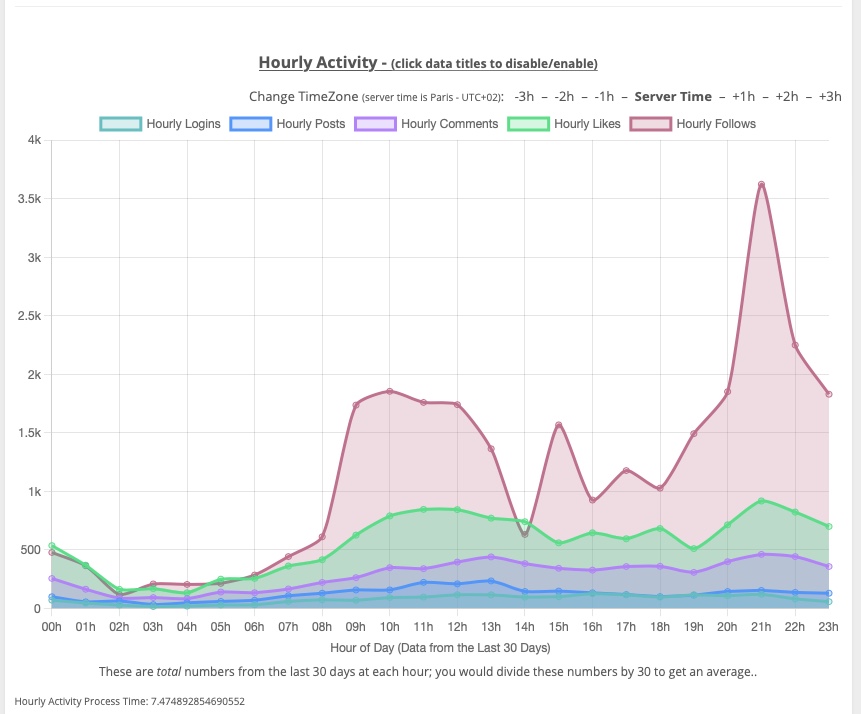 Hourly Activity - (click data titles to disable/enable)
Change TimeZone (server time is Paris - UTC+02): -3h – -2h – -1h – Server Time – +1h – +2h – +3h
Hourly Logins Hourly Posts Hourly Comments Hourly Likes Hourly Follows
4k
3.5k
3k
2.5k
2k
1.5k
1k
500
0
00h 01h 02h 03h 04h 05h 06h 07h 08h 09h 10h 11h 12h 13h 14h 15h 16h 17h 18h 19h 20h 21h 22h 23h
Hour of Day (Data from the Last 30 Days)
These are total numbers from the last 30 days at each hour; you would divide these numbers by 30 to get an average..
Hourly Activity Process Time: 7.474892854690552